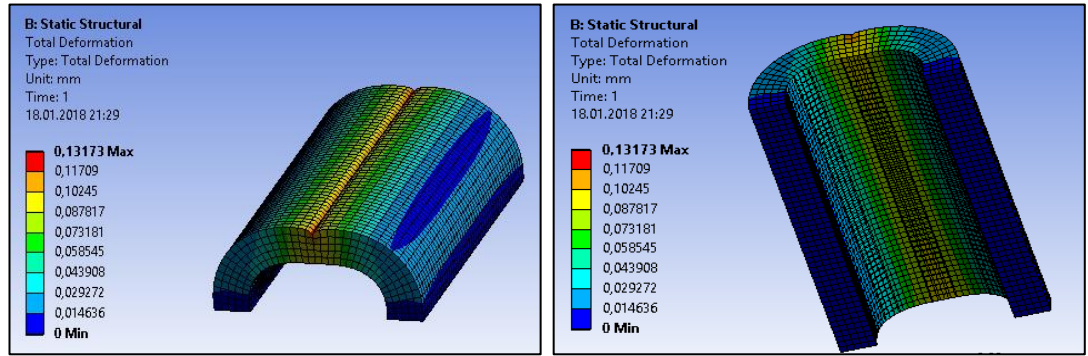 B: Static Structural
Total Deformation
Type: Total Deformation
Unit: mm
Time: 1
18.01.2018 21:29
0,13173 Max
0,11709
0,10245
0,087817
0,073181
0,058545
0,043908
0,029272
0,014636
0 Min
B: Static Structural
Total Deformation
Type: Total Deformation
Unit: mm
Time: 1
18.01.2018 21:29
0,13173 Max
0,11709
0,10245
0,087817
0,073181
0,058545
0,043908
0,029272
0,014636
0 Min